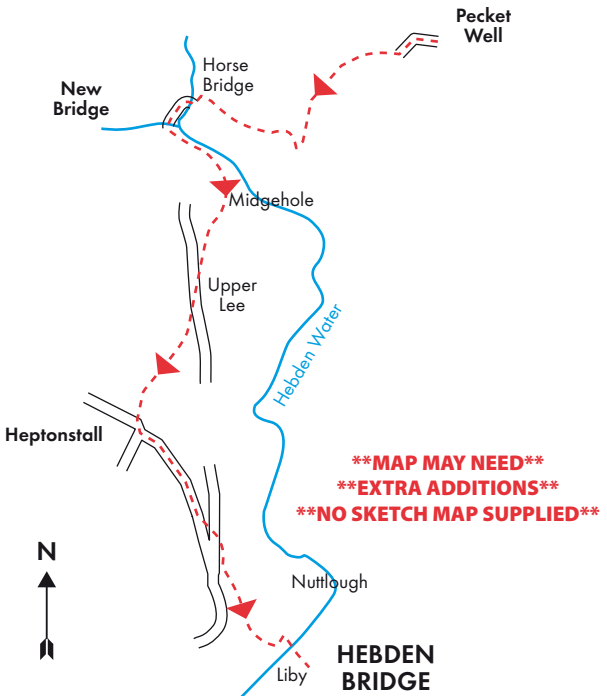 Pecket
Well
Horse
Bridge
New
Bridge
Midgehole
Upper
Lee
Hebden Water
Heptonstall
**MAP MAY NEED**
**EXTRA ADDITIONS**
**NO SKETCH MAP SUPPLIED**
N
Nuttlough
HEBDEN
BRIDGE
Liby